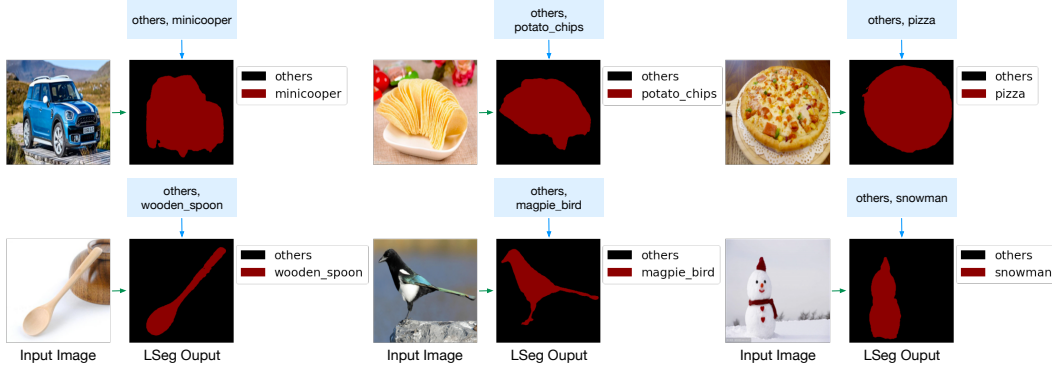 others, minicooper
others,
potato_chips
others, pizza
others
minicooper
others
potato_chips
others
pizza
others,
wooden_spoon
others,
magpie_bird
others, snowman
others
wooden_spoon
others
magpie_bird
others
snowman
Input Image
LSeg Ouput
Input Image
LSeg Ouput
Input Image
LSeg Ouput